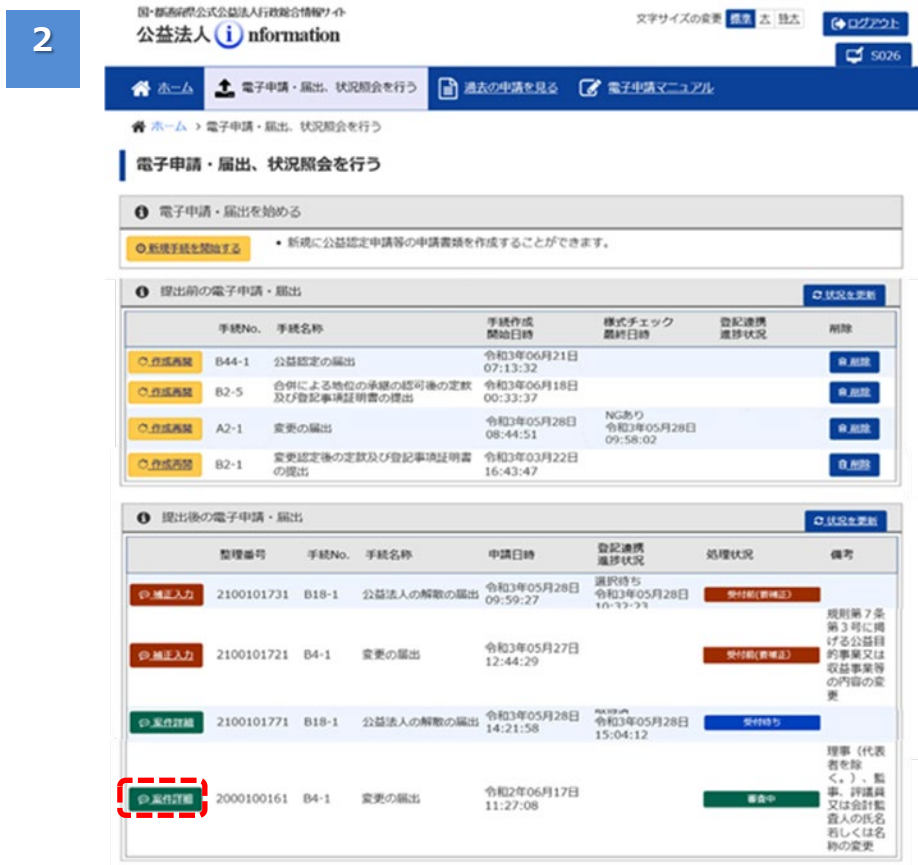 2
国・都道府県公式公益法人行政総合情報サイト
公益法人 information
文字サイズの変更 標準 大 特大
ログアウト
S026
ホーム 電子申請・届出、状況照会を行う 過去の申請を見る 電子申請マニュアル
ホーム > 電子申請・届出、状況照会を行う
電子申請・届出、状況照会を行う
電子申請・届出を始める
新規手続を開始する
• 新規に公益認定申請等の申請書類を作成することができます。
提出前の電子申請・届出
状況を更新
手続No. 手続名称 手続作成 様式チェック 登記連携 削除
開始日時 最終日時 進捗状況
作成再開 B44-1 公益認定の届出 令和3年06月21日 削除
07:13:32
作成再開 B2-5 合併による地位の承継の認可後の定款 令和3年06月18日 削除
及び登記事項証明書の提出 00:33:37
作成再開 A2-1 変更の届出 令和3年05月28日 NGあり 削除
08:44:51 令和3年05月28日
09:58:02
作成再開 B2-1 変更認定後の定款及び登記事項証明書 令和3年03月22日 削除
の提出 16:43:47
提出後の電子申請・届出
状況を更新
整理番号 手続No. 手続名称 申請日時 登記連携 処理状況 備考
進捗状況
補正入力 2100101731 B18-1 公益法人の解散の届出 令和3年05月28日 選択待ち 受付前(要補正)
09:59:27 令和3年05月28日
10:32:23
補正入力 2100101721 B4-1 変更の届出 令和3年05月27日 受付前(要補正)
12:44:29
規則第7条
第3号に掲
げる公益目
的事業又は
収益事業等
の内容の変
更
案件詳細 2100101771 B18-1 公益法人の解散の届出 令和3年05月28日 受付待ち
14:21:58 令和3年05月28日
15:04:12
案件詳細 2000100161 B4-1 変更の届出 令和2年06月17日 審査中
11:27:08
理事（代表
者を除
く。）、監
事、評議員
又は会計監
査人の氏名
若しくは名
称の変更